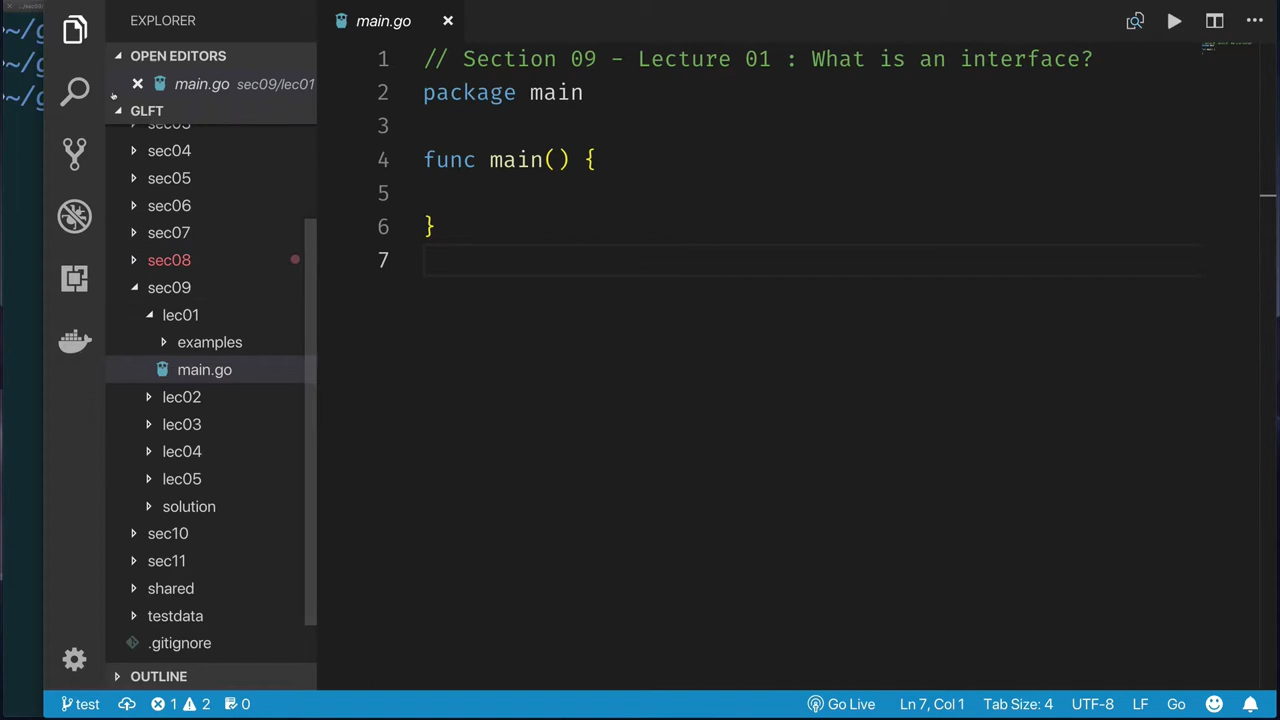 ~/g
~/g
~/g
EXPLORER
OPEN EDITORS
main.go sec09/lec01
GLFT
sec04
sec05
sec06
sec07
sec08
sec09
lec01
examples
main.go
lec02
lec03
lec04
lec05
solution
sec10
sec11
shared
testdata
.gitignore
OUTLINE
main.go
1 // Section 09 - Lecture 01 : What is an interface?
2 package main
3
4 func main() {
5
6 }
7
test 1 2 0 Go Live Ln 7, Col 1 Tab Size: 4 UTF-8 LF Go